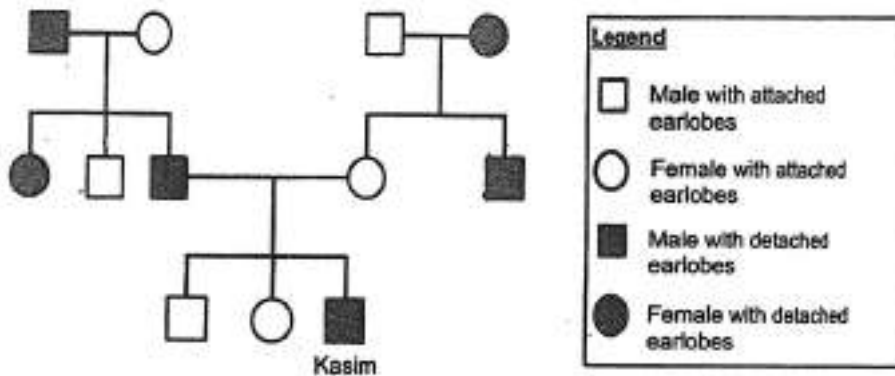 Legend
Male with attached
earlobes
Female with attached
earlobes
Male with detached
earlobes
Female with detached
earlobes
Kasim